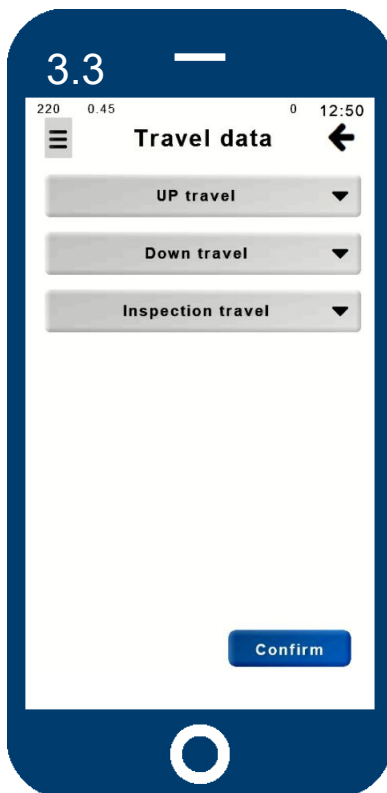 3.3
220 0.45 0 12:50
Travel data
UP travel
Down travel
Inspection travel
Confirm